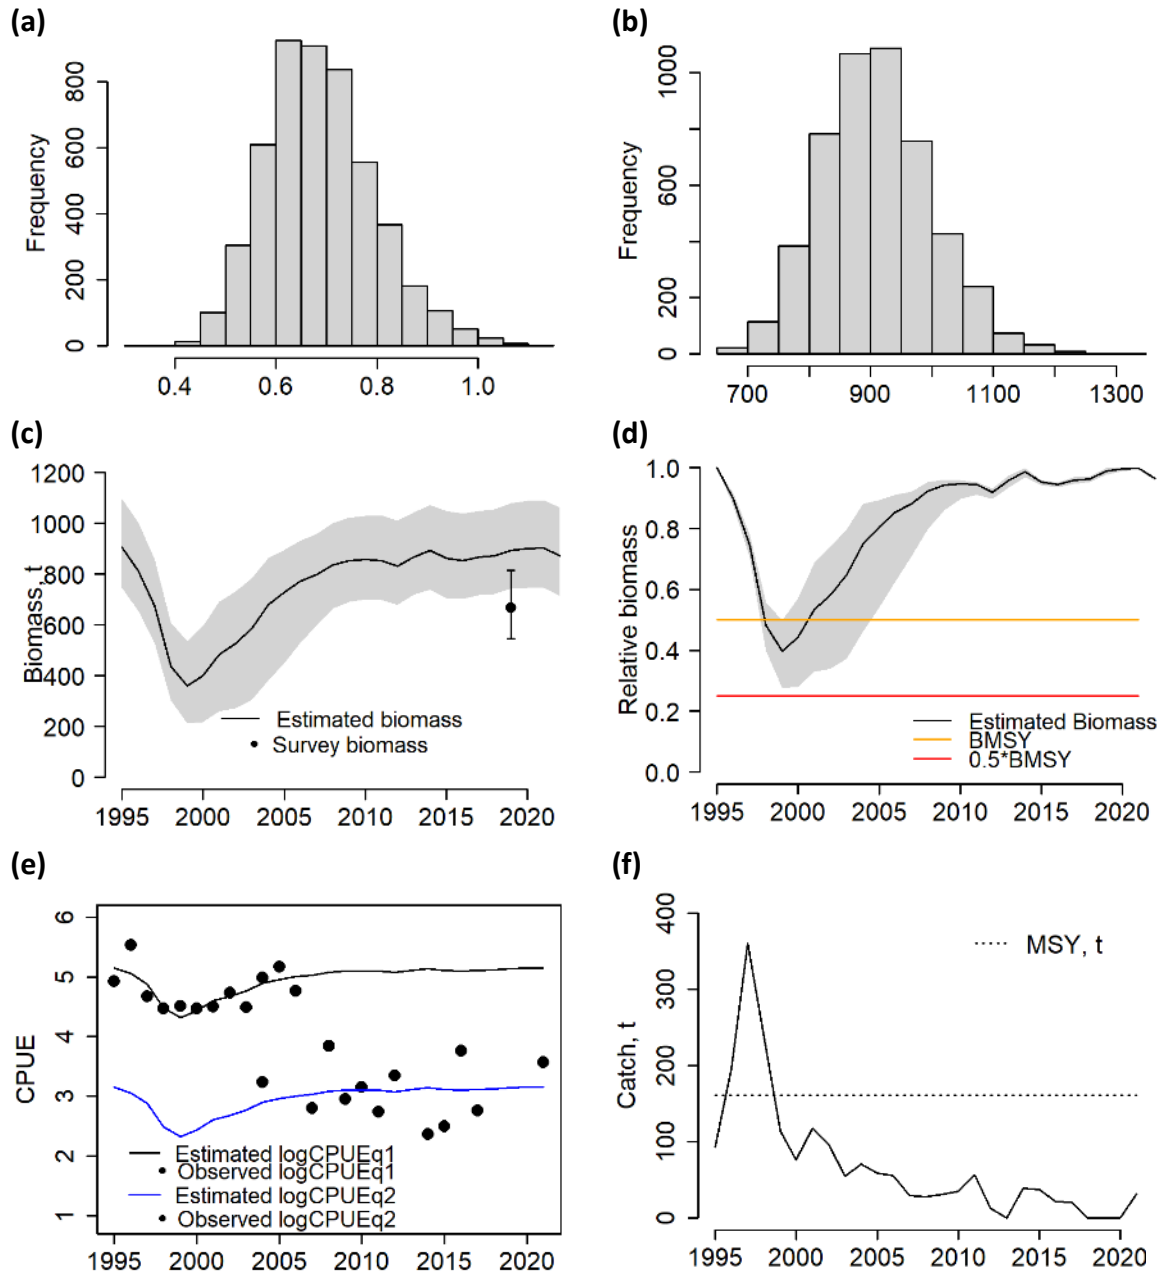 (a)
Frequency
0 200 400 600 800
0.4 0.6 0.8 1.0
(b)
Frequency
0 200 600 1000
700 900 1100 1300
(c)
Biomass, t
0 200 400 600 800 1000 1200
Estimated biomass
Survey biomass
1995 2000 2005 2010 2015 2020
(d)
Relative biomass
0.0 0.2 0.4 0.6 0.8 1.0
Estimated Biomass
BMSY
0.5*BMSY
1995 2000 2005 2010 2015 2020
(e)
CPUE
1 2 3 4 5 6
Estimated logCPUEq1
Observed logCPUEq1
Estimated logCPUEq2
Observed logCPUEq2
1995 2000 2005 2010 2015 2020
(f)
Catch, t
0 100 200 300 400
MSY, t
1995 2000 2005 2010 2015 2020